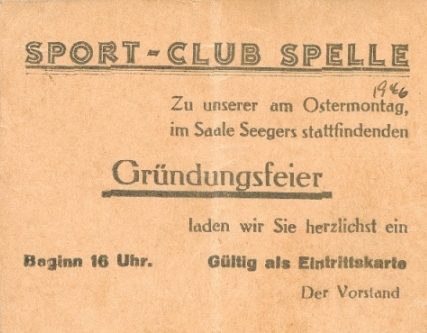 SPORT-CLUB SPELLE
1946
Zu unserer am Ostermontag,
im Saale Seegers stattfindenden
Gründungsfeier
laden wir Sie herzlichst ein
Beginn 16 Uhr. Gültig als Eintrittskarte
Der Vorstand